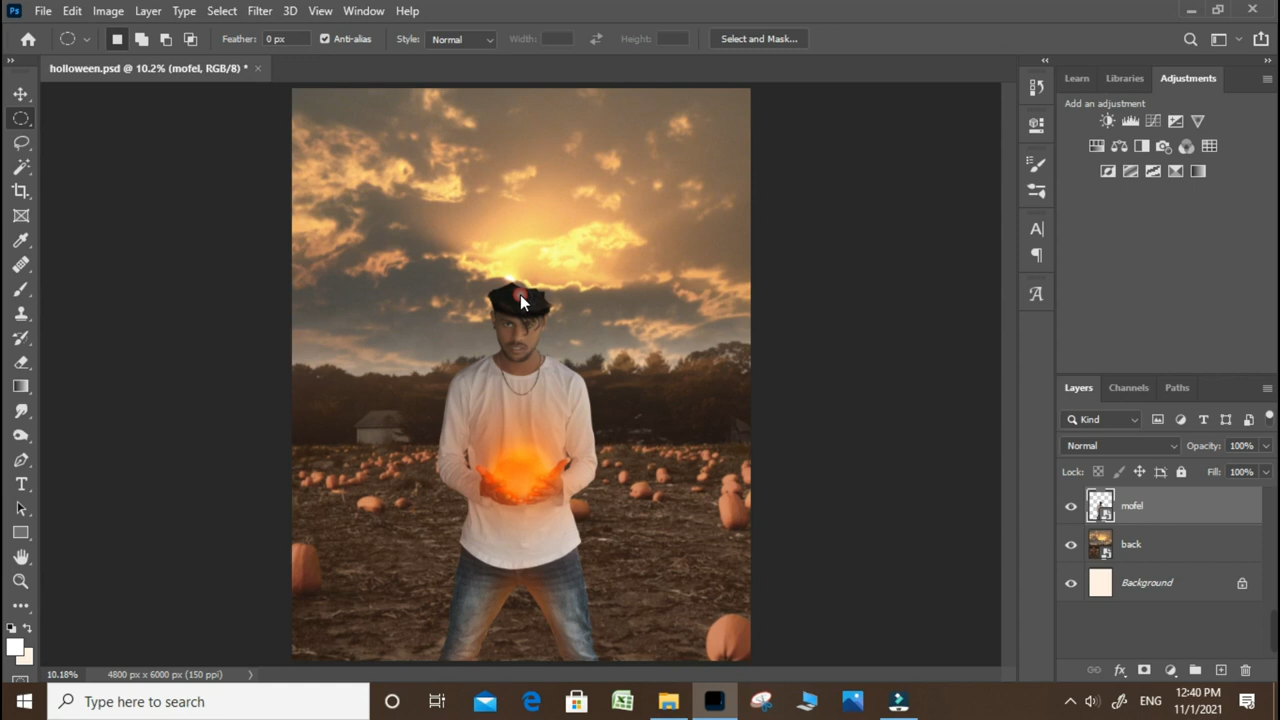 Ps File Edit Image Layer Type Select Filter 3D View Window Help
Feather: 0 px Anti-alias Style: Normal Width: Height: Select and Mask...
holloween.psd @ 10.2% (mofel, RGB/8) * ×
Learn Libraries Adjustments
Add an adjustment
Layers Channels Paths
Kind
Normal Opacity: 100%
Lock: Fill: 100%
mofel
back
Background
10.18% 4800 px x 6000 px (150 ppi)
Type here to search
ENG
12:40 PM
11/1/2021